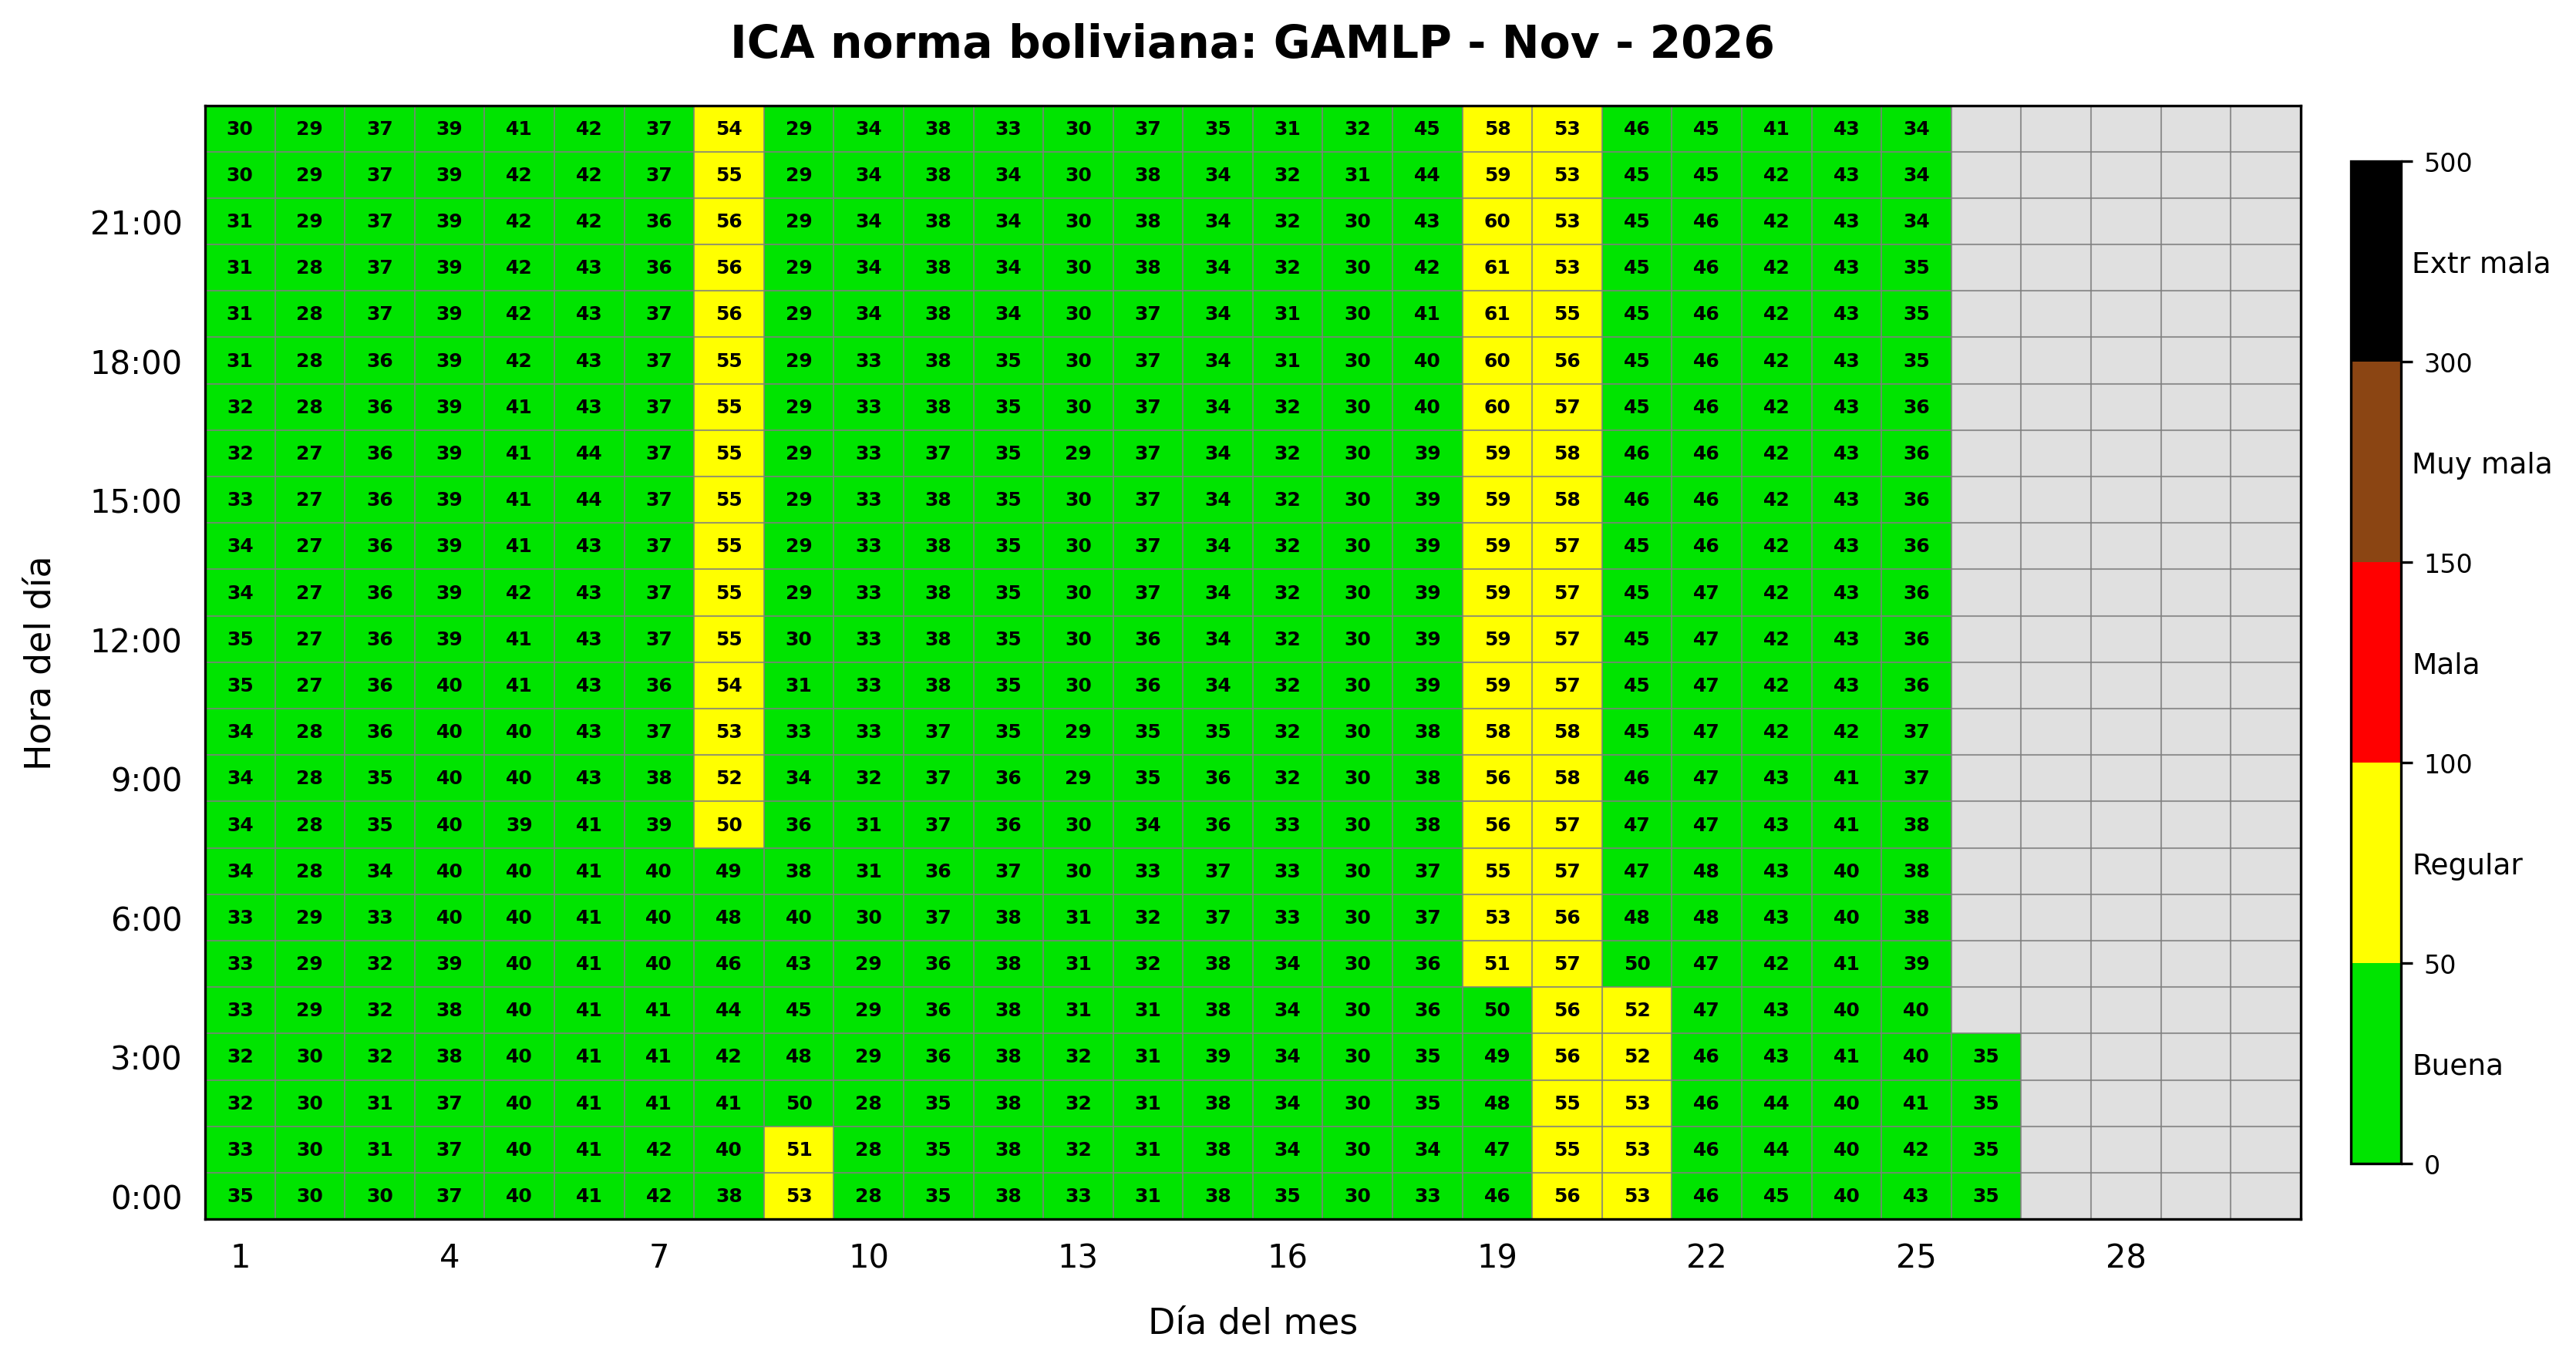 ICA norma boliviana: GAMLP - Nov - 2026
30 29 37 39 41 42 37 54 29 34 38 33 30 37 35 31 32 45 58 53 46 45 41 43 34
30 29 37 39 42 42 37 55 29 34 38 34 30 38 34 32 31 44 59 53 45 45 42 43 34
21:00 31 29 37 39 42 42 36 56 29 34 38 34 30 38 34 32 30 43 60 53 45 46 42 43 34
31 28 37 39 42 43 36 56 29 34 38 34 30 38 34 32 30 42 61 53 45 46 42 43 35
31 28 37 39 42 43 37 56 29 34 38 34 30 37 34 31 30 41 61 55 45 46 42 43 35
18:00 31 28 36 39 42 43 37 55 29 33 38 35 30 37 34 31 30 40 60 56 45 46 42 43 35
32 28 36 39 41 43 37 55 29 33 38 35 30 37 34 32 30 40 60 57 45 46 42 43 36
32 27 36 39 41 44 37 55 29 33 37 35 29 37 34 32 30 39 59 58 46 46 42 43 36
15:00 33 27 36 39 41 44 37 55 29 33 38 35 30 37 34 32 30 39 59 58 46 46 42 43 36
34 27 36 39 41 43 37 55 29 33 38 35 30 37 34 32 30 39 59 57 45 46 42 43 36
34 27 36 39 42 43 37 55 29 33 38 35 30 37 34 32 30 39 59 57 45 47 42 43 36
12:00 35 27 36 39 41 43 37 55 30 33 38 35 30 36 34 32 30 39 59 57 45 47 42 43 36
35 27 36 40 41 43 36 54 31 33 38 35 30 36 34 32 30 39 59 57 45 47 42 43 36
34 28 36 40 40 43 37 53 33 33 37 35 29 35 35 32 30 38 58 58 45 47 42 42 37
9:00 34 28 35 40 40 43 38 52 34 32 37 36 29 35 36 32 30 38 56 58 46 47 43 41 37
34 28 35 40 39 41 39 50 36 31 37 36 30 34 36 33 30 38 56 57 47 47 43 41 38
34 28 34 40 40 41 40 49 38 31 36 37 30 33 37 33 30 37 55 57 47 48 43 40 38
6:00 33 29 33 40 40 41 40 48 40 30 37 38 31 32 37 33 30 37 53 56 48 48 43 40 38
33 29 32 39 40 41 40 46 43 29 36 38 31 32 38 34 30 36 51 57 50 47 42 41 39
33 29 32 38 40 41 41 44 45 29 36 38 31 31 38 34 30 36 50 56 52 47 43 40 40
3:00 32 30 32 38 40 41 41 42 48 29 36 38 32 31 39 34 30 35 49 56 52 46 43 41 40 35
32 30 31 37 40 41 41 41 50 28 35 38 32 31 38 34 30 35 48 55 53 46 44 40 41 35
33 30 31 37 40 41 42 40 51 28 35 38 32 31 38 34 30 34 47 55 53 46 44 40 42 35
0:00 35 30 30 37 40 41 42 38 53 28 35 38 33 31 38 35 30 33 46 56 53 46 45 40 43 35
1 4 7 10 13 16 19 22 25 28
Día del mes
Hora del día
500
Extr mala
300
Muy mala
150
Mala
100
Regular
50
Buena
0